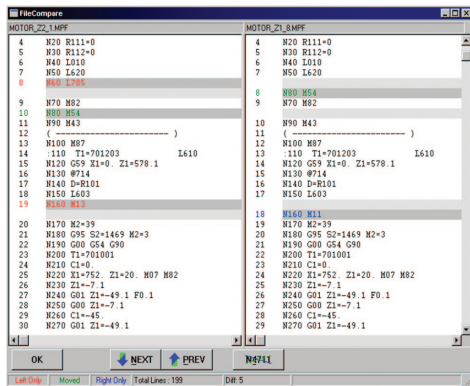 FileCompare
MOTOR_Z2_1.MPF
4 N20 R111=0
5 N30 R112=0
6 N40 L010
7 N50 L620
8 N60 L785
9 N70 M82
10 N80 M54
11 N90 M43
12 ( ----------------------- )
13 N100 M87
14 :110 T1=701203 L610
15 N120 G59 X1=0. Z1=578.1
16 N130 @714
17 N140 D=R101
18 N150 L603
19 N160 M13
20 N170 M2=39
21 N180 G95 S2=1469 M2=3
22 N190 G00 G54 G90
23 N200 T1=701001
24 N210 C1=0.
25 N220 X1=752. Z1=20. M07 M82
26 N230 Z1=-7.1
27 N240 G01 Z1=-49.1 F0.1
28 N250 G00 Z1=-7.1
29 N260 C1=-45.
30 N270 G01 Z1=-49.1
MOTOR_Z1_8.MPF
4 N20 R111=0
5 N30 R112=0
6 N40 L010
7 N50 L620
8 N80 M54
9 N70 M82
10 N90 M43
11 ( ----------------------- )
12 N100 M87
13 :110 T1=701203 L610
14 N120 G59 X1=0. Z1=578.1
15 N130 @714
16 N140 D=R101
17 N150 L603
18 N160 M11
19 N170 M2=39
20 N180 G95 S2=1469 M2=3
21 N190 G00 G54 G90
22 N200 T1=701001
23 N210 C1=0.
24 N220 X1=752. Z1=20. M07 M82
25 N230 Z1=-7.1
26 N240 G01 Z1=-49.1 F0.1
27 N250 G00 Z1=-7.1
28 N260 C1=-45.
29 N270 G01 Z1=-49.1
OK NEXT PREV
Left Only Moved Right Only Total Lines : 199 Diff: 5